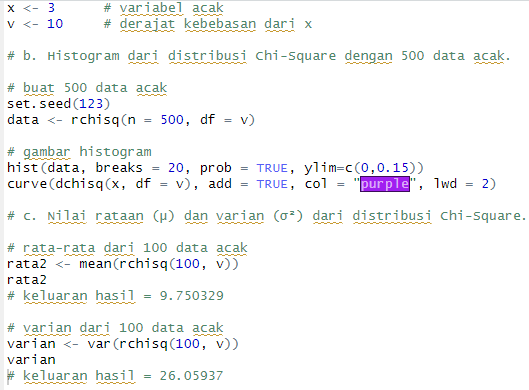 x <- 3 # variabel acak
v <- 10 # derajat kebebasan dari x
# b. Histogram dari distribusi Chi-Square dengan 500 data acak.
# buat 500 data acak
set.seed(123)
data <- rchisq(n = 500, df = v)
# gambar histogram
hist(data, breaks = 20, prob = TRUE, ylim=c(0,0.15))
curve(dchisq(x, df = v), add = TRUE, col = "purple", lwd = 2)
# c. Nilai rataan (μ) dan varian (σ²) dari distribusi Chi-Square.
# rata-rata dari 100 data acak
rata2 <- mean(rchisq(100, v))
rata2
# keluaran hasil = 9.750329
# varian dari 100 data acak
varian <- var(rchisq(100, v))
varian
# keluaran hasil = 26.05937